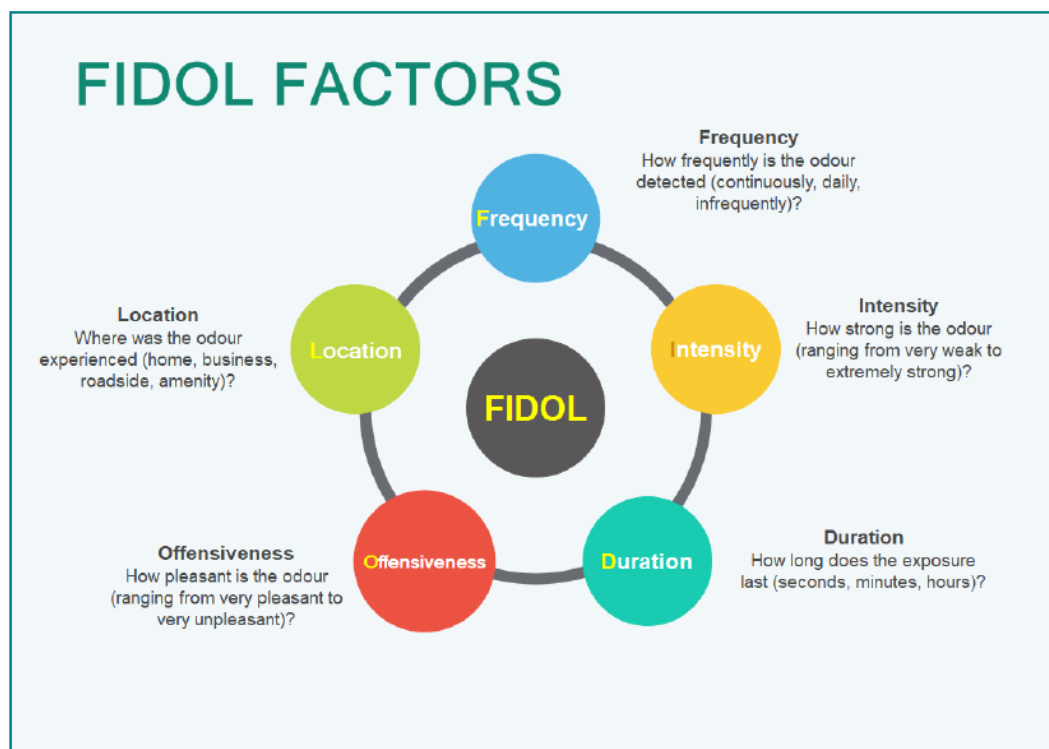 FIDOL FACTORS
Frequency
How frequently is the odour
detected (continuously, daily,
infrequently)?
Frequency
Location
Where was the odour
experienced (home, business,
roadside, amenity)?
Location
Intensity
Intensity
How strong is the odour
(ranging from very weak to
extremely strong)?
FIDOL
Offensiveness
How pleasant is the odour
(ranging from very pleasant to
very unpleasant)?
Offensiveness
Duration
Duration
How long does the exposure
last (seconds, minutes, hours)?